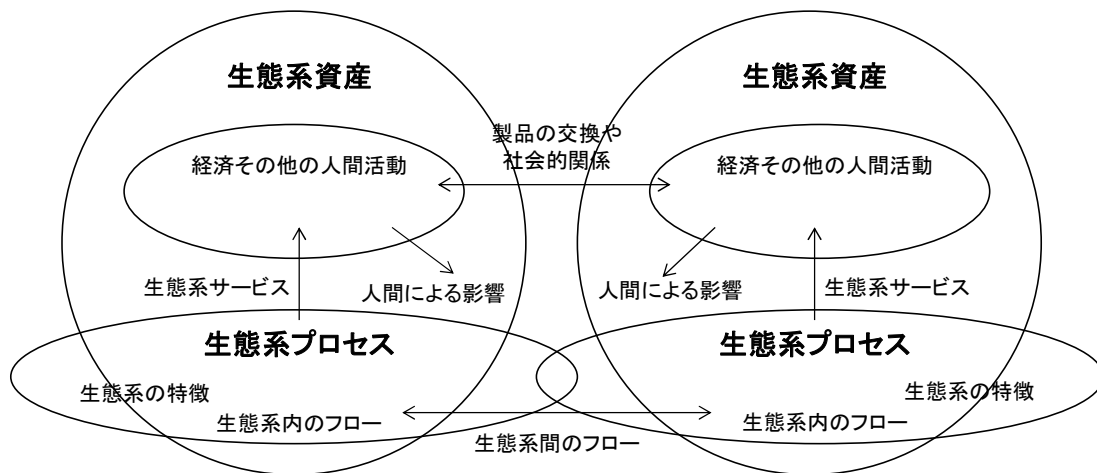 生態系資産
生態系資産
製品の交換や
社会的関係
経済その他の人間活動
経済その他の人間活動
生態系サービス
人間による影響
人間による影響
生態系サービス
生態系プロセス
生態系プロセス
生態系の特徴
生態系の特徴
生態系内のフロー
生態系内のフロー
生態系間のフロー